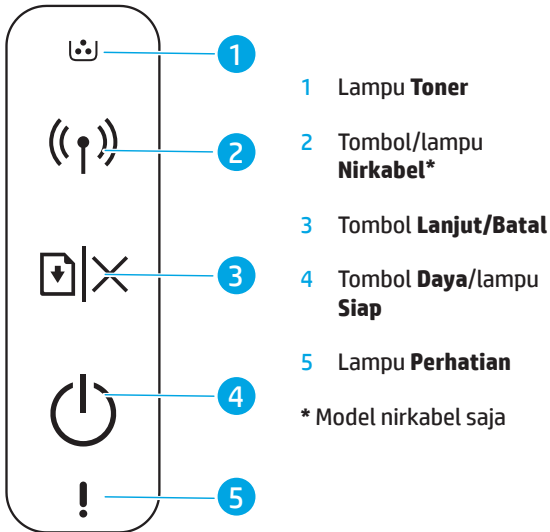 1
2
3
4
5
1 Lampu Toner
2 Tombol/lampu
Nirkabel*
3 Tombol Lanjut/Batal
4 Tombol Daya/lampu
Siap
5 Lampu Perhatian
* Model nirkabel saja